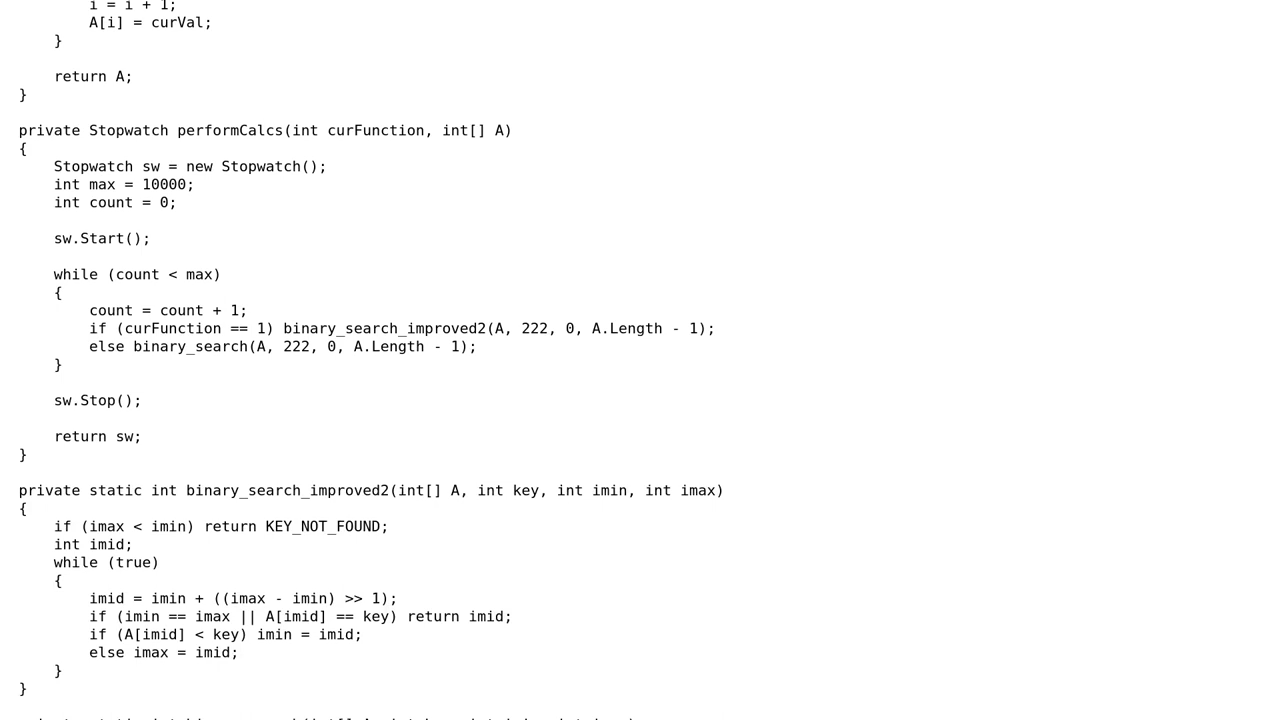 i = i + 1;
A[i] = curVal;
}
return A;
}
private Stopwatch performCalcs(int curFunction, int[] A)
{
Stopwatch sw = new Stopwatch();
int max = 10000;
int count = 0;
sw.Start();
while (count < max)
{
count = count + 1;
if (curFunction == 1) binary_search_improved2(A, 222, 0, A.Length - 1);
else binary_search(A, 222, 0, A.Length - 1);
}
sw.Stop();
return sw;
}
private static int binary_search_improved2(int[] A, int key, int imin, int imax)
{
if (imax < imin) return KEY_NOT_FOUND;
int imid;
while (true)
{
imid = imin + ((imax - imin) >> 1);
if (imin == imax || A[imid] == key) return imid;
if (A[imid] < key) imin = imid;
else imax = imid;
}
}